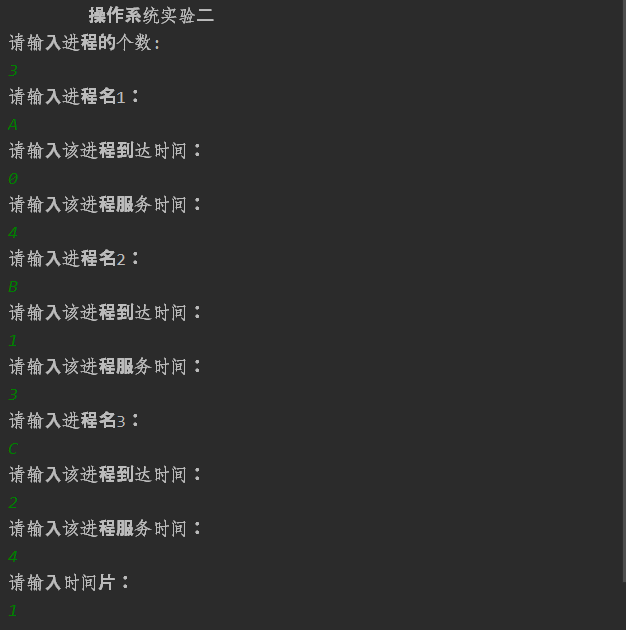 操作系统实验二
请输入进程的个数:
3
请输入进程名1：
A
请输入该进程到达时间：
0
请输入该进程服务时间：
4
请输入进程名2：
B
请输入该进程到达时间：
1
请输入该进程服务时间：
3
请输入进程名3：
C
请输入该进程到达时间：
2
请输入该进程服务时间：
4
请输入时间片：
1